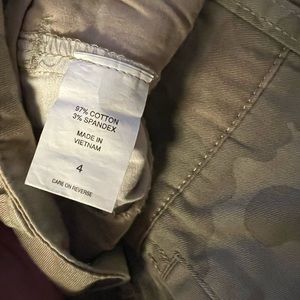 97% COTTON
3% SPANDEX
MADE IN
VIETNAM
4
CARE ON REVERSE